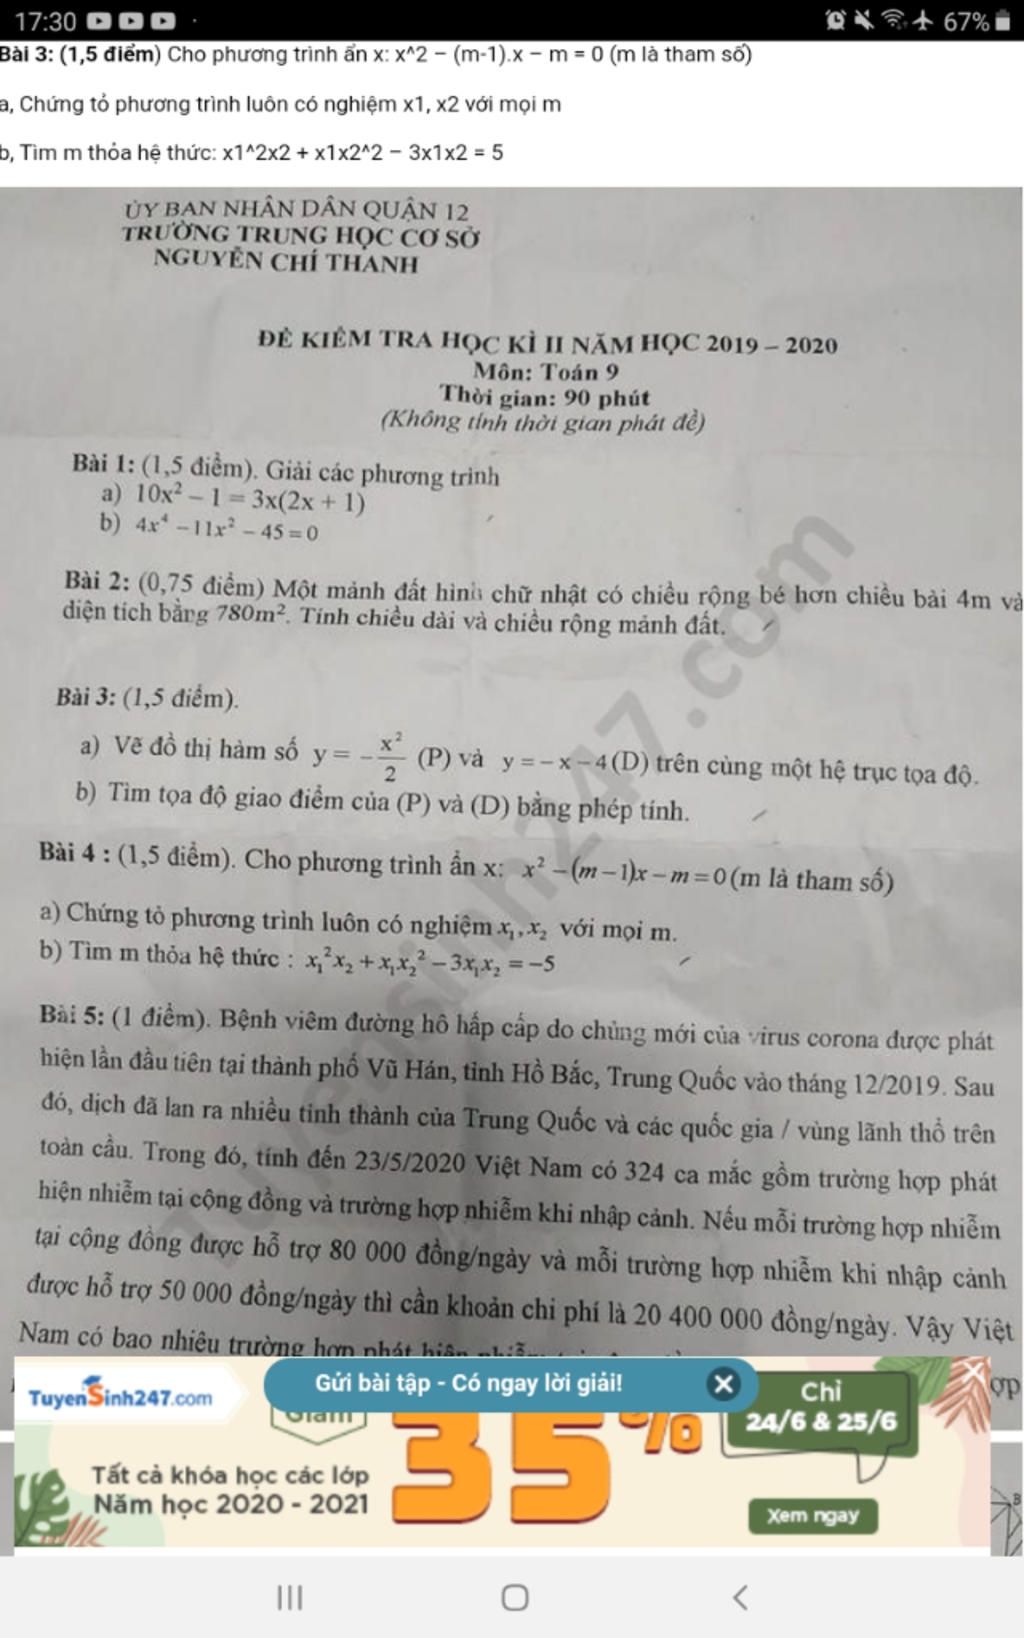 17:30
67%
Bài 3: (1,5 điểm) Cho phương trình ẩn x: x^2 – (m-1).x – m = 0 (m là tham số)
a, Chứng tỏ phương trình luôn có nghiệm x1, x2 với mọi m
b, Tìm m thỏa hệ thức: x1^2x2 + x1x2^2 – 3x1x2 = 5
ỦY BAN NHÂN DÂN QUẬN 12
TRƯỜNG TRUNG HỌC CƠ SỞ
NGUYỄN CHÍ THANH
ĐỀ KIỂM TRA HỌC KÌ II NĂM HỌC 2019 – 2020
Môn: Toán 9
Thời gian: 90 phút
(Không tính thời gian phát đề)
Bài 1: (1,5 điểm). Giải các phương trình
a) 10x² – 1 = 3x(2x + 1)
b) 4x⁴ – 11x² – 45 = 0
Bài 2: (0,75 điểm) Một mảnh đất hình chữ nhật có chiều rộng bé hơn chiều bài 4m và
diện tích bằng 780m². Tính chiều dài và chiều rộng mảnh đất.
Bài 3: (1,5 điểm).
a) Vẽ đồ thị hàm số y = –x²/2 (P) và y = – x – 4 (D) trên cùng một hệ trục tọa độ.
b) Tìm tọa độ giao điểm của (P) và (D) bằng phép tính.
Bài 4 : (1,5 điểm). Cho phương trình ẩn x: x² – (m – 1)x – m = 0 (m là tham số)
a) Chứng tỏ phương trình luôn có nghiệm x₁, x₂ với mọi m.
b) Tìm m thỏa hệ thức : x₁²x₂ + x₁x₂² – 3x₁x₂ = –5
Bài 5: (1 điểm). Bệnh viêm đường hô hấp cấp do chủng mới của virus corona được phát
hiện lần đầu tiên tại thành phố Vũ Hán, tỉnh Hồ Bắc, Trung Quốc vào tháng 12/2019. Sau
đó, dịch đã lan ra nhiều tỉnh thành của Trung Quốc và các quốc gia / vùng lãnh thổ trên
toàn cầu. Trong đó, tính đến 23/5/2020 Việt Nam có 324 ca mắc gồm trường hợp phát
hiện nhiễm tại cộng đồng và trường hợp nhiễm khi nhập cảnh. Nếu mỗi trường hợp nhiễm
tại cộng đồng được hỗ trợ 80 000 đồng/ngày và mỗi trường hợp nhiễm khi nhập cảnh
được hỗ trợ 50 000 đồng/ngày thì cần khoản chi phí là 20 400 000 đồng/ngày. Vậy Việt
Nam có bao nhiêu trường hợp phát hiện
ợp
Tuyensinh247.com
TuyenSinh247.com
Gửi bài tập - Có ngay lời giải!
Giảm
35%
Chỉ
24/6 & 25/6
Tất cả khóa học các lớp
Năm học 2020 - 2021
Xem ngay
B